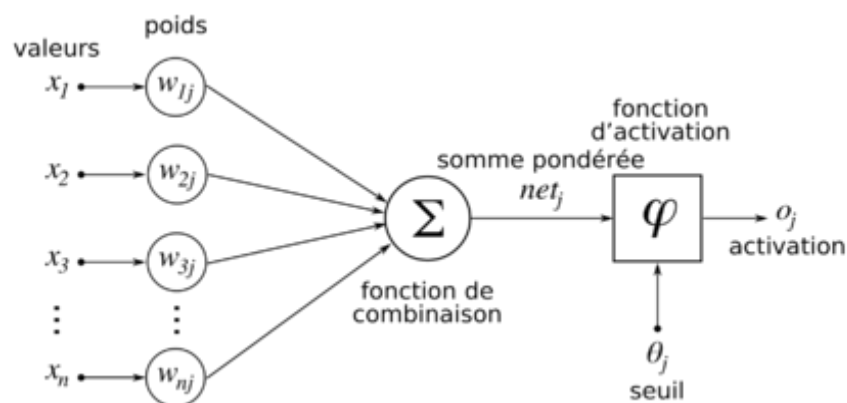 poids
valeurs
x1
w1j
x2
w2j
x3
w3j
⋮
⋮
xn
wnj
Σ
fonction de
combinaison
somme pondérée
netj
fonction
d'activation
φ
oj
activation
θj
seuil